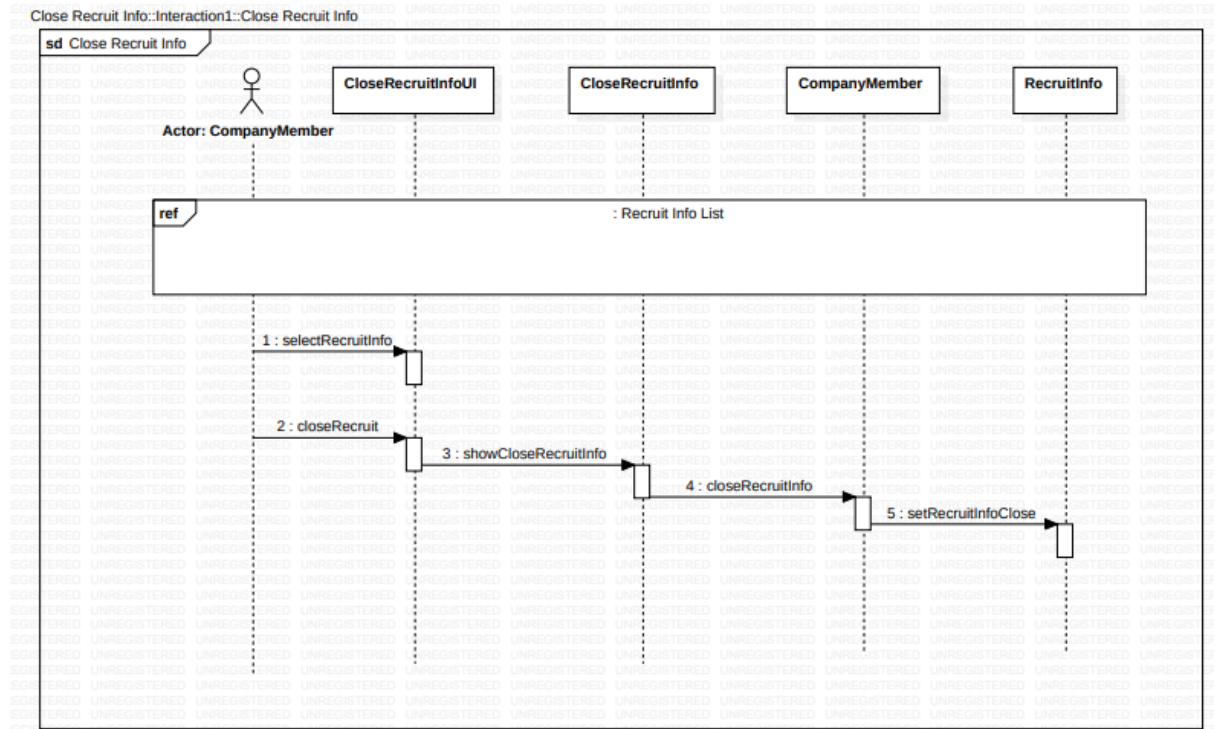 Close Recruit Info::Interaction1::Close Recruit Info
sd Close Recruit Info
CloseRecruitInfoUI
CloseRecruitInfo
CompanyMember
RecruitInfo
Actor: CompanyMember
ref
: Recruit Info List
1 : selectRecruitInfo
2 : closeRecruit
3 : showCloseRecruitInfo
4 : closeRecruitInfo
5 : setRecruitInfoClose
UNREGISTERED